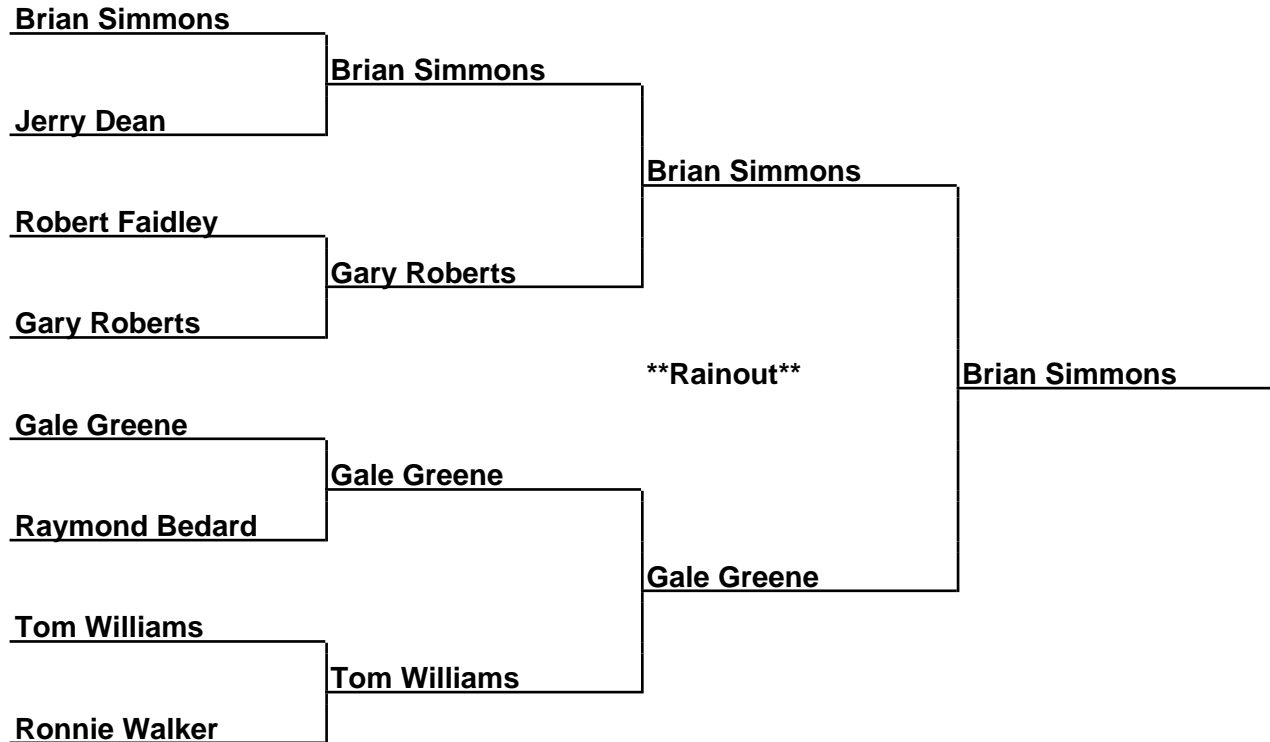 Brian Simmons
Brian Simmons
Jerry Dean
Brian Simmons
Robert Faidley
Gary Roberts
Gary Roberts
**Rainout**
Brian Simmons
Gale Greene
Gale Greene
Raymond Bedard
Gale Greene
Tom Williams
Tom Williams
Ronnie Walker